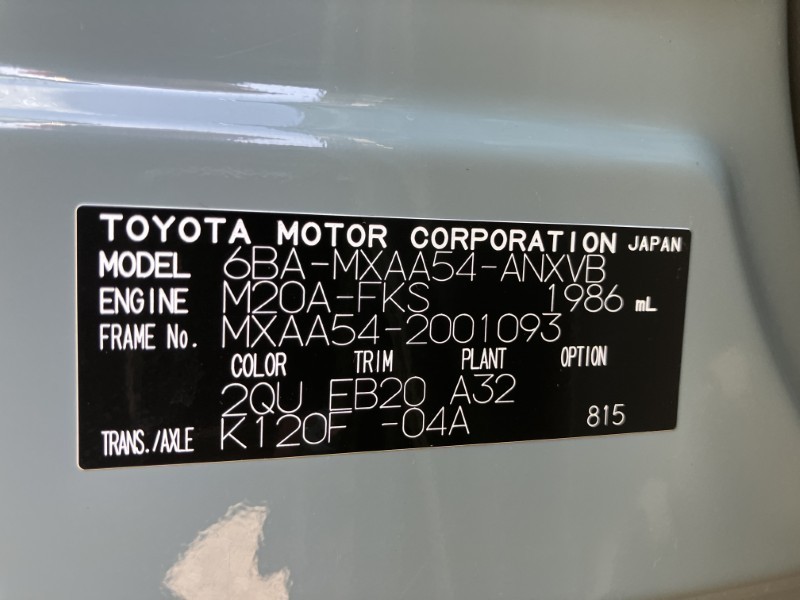 TOYOTA MOTOR CORPORATION JAPAN
MODEL 6BA-MXAA54-ANXVB
ENGINE M20A-FKS 1986 mL
FRAME No. MXAA54-2001093
COLOR TRIM PLANT OPTION
2QU EB20 A32
TRANS./AXLE K120F -04A 815